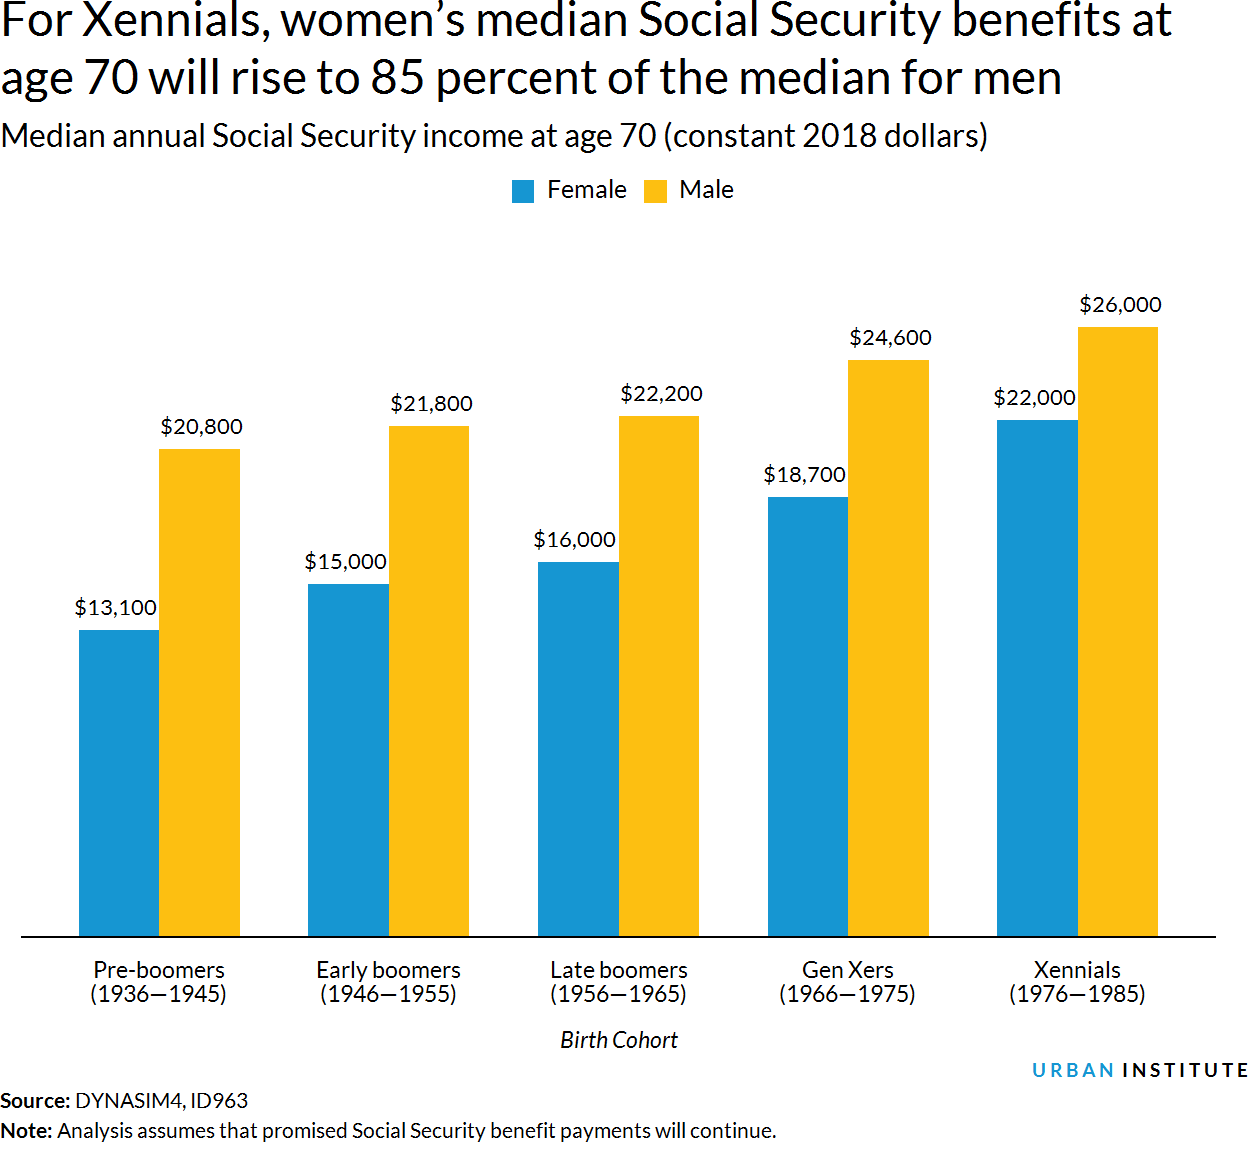 For Xennials, women’s median Social Security benefits at
age 70 will rise to 85 percent of the median for men
Median annual Social Security income at age 70 (constant 2018 dollars)
Female Male
$13,100 $20,800 $15,000 $21,800 $16,000 $22,200 $18,700 $24,600 $22,000 $26,000
Pre-boomers Early boomers Late boomers Gen Xers Xennials
(1936—1945) (1946—1955) (1956—1965) (1966—1975) (1976—1985)
Birth Cohort
URBAN INSTITUTE
Source: DYNASIM4, ID963
Note: Analysis assumes that promised Social Security benefit payments will continue.